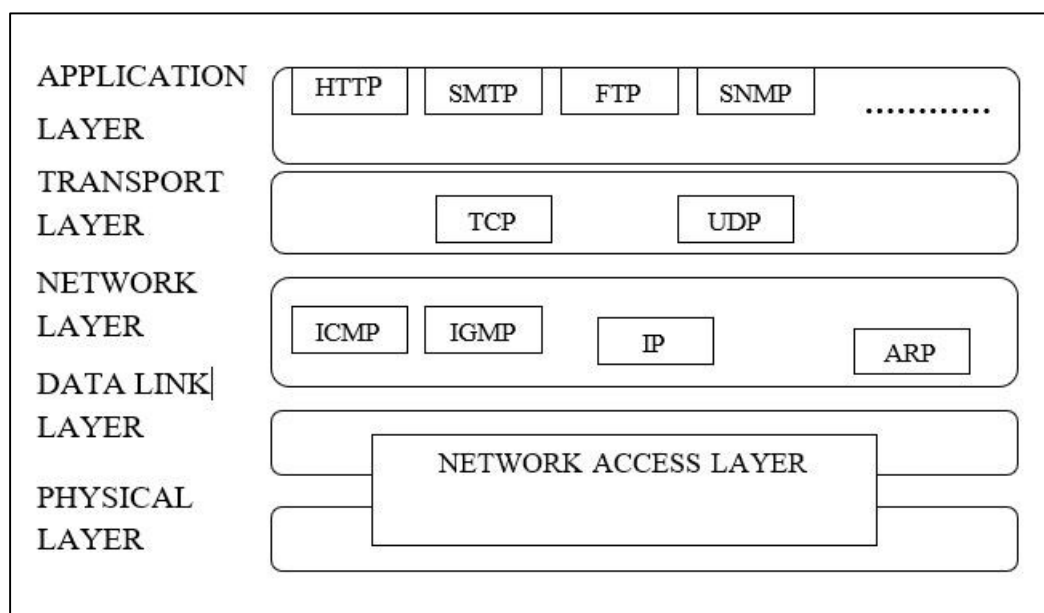 APPLICATION
LAYER
HTTP SMTP FTP SNMP ............
TRANSPORT
LAYER
TCP UDP
NETWORK
LAYER
ICMP IGMP IP ARP
DATA LINK
LAYER
NETWORK ACCESS LAYER
PHYSICAL
LAYER